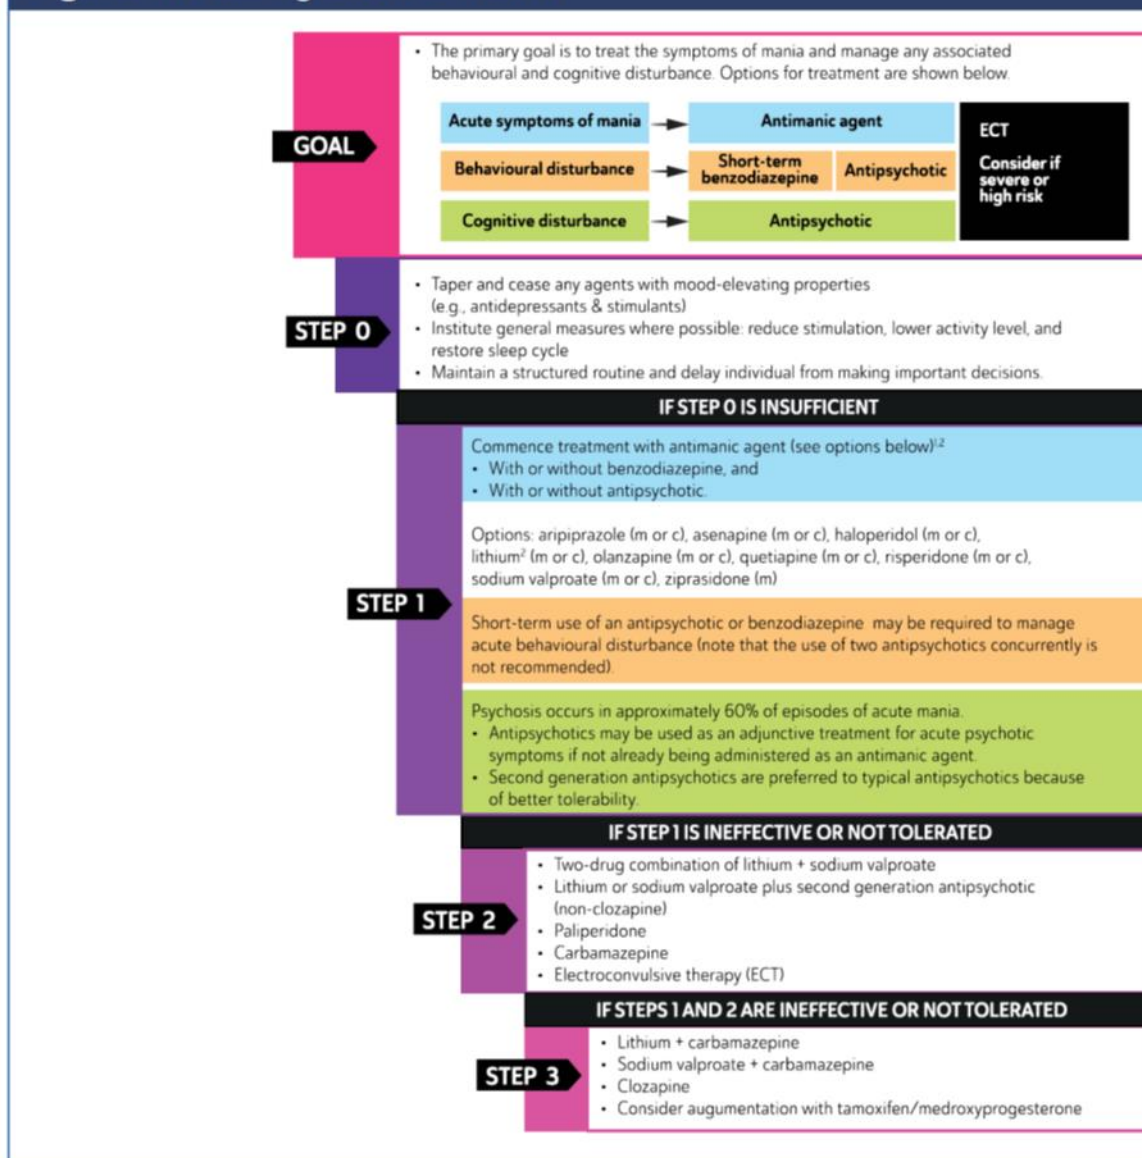 GOAL
• The primary goal is to treat the symptoms of mania and manage any associated
behavioural and cognitive disturbance. Options for treatment are shown below.
Acute symptoms of mania
Antimanic agent
Behavioural disturbance
Short-term
benzodiazepine
Antipsychotic
Cognitive disturbance
Antipsychotic
ECT
Consider if
severe or
high risk
STEP 0
• Taper and cease any agents with mood-elevating properties
(e.g., antidepressants & stimulants)
• Institute general measures where possible: reduce stimulation, lower activity level, and
restore sleep cycle
• Maintain a structured routine and delay individual from making important decisions.
IF STEP 0 IS INSUFFICIENT
STEP 1
Commence treatment with antimanic agent (see options below)¹,²
• With or without benzodiazepine, and
• With or without antipsychotic.
Options: aripiprazole (m or c), asenapine (m or c), haloperidol (m or c),
lithium² (m or c), olanzapine (m or c), quetiapine (m or c), risperidone (m or c),
sodium valproate (m or c), ziprasidone (m)
Short-term use of an antipsychotic or benzodiazepine may be required to manage
acute behavioural disturbance (note that the use of two antipsychotics concurrently is
not recommended).
Psychosis occurs in approximately 60% of episodes of acute mania.
• Antipsychotics may be used as an adjunctive treatment for acute psychotic
symptoms if not already being administered as an antimanic agent.
• Second generation antipsychotics are preferred to typical antipsychotics because
of better tolerability.
IF STEP 1 IS INEFFECTIVE OR NOT TOLERATED
STEP 2
• Two-drug combination of lithium + sodium valproate
• Lithium or sodium valproate plus second generation antipsychotic
(non-clozapine)
• Paliperidone
• Carbamazepine
• Electroconvulsive therapy (ECT)
IF STEPS 1 AND 2 ARE INEFFECTIVE OR NOT TOLERATED
STEP 3
• Lithium + carbamazepine
• Sodium valproate + carbamazepine
• Clozapine
• Consider augumentation with tamoxifen/medroxyprogesterone